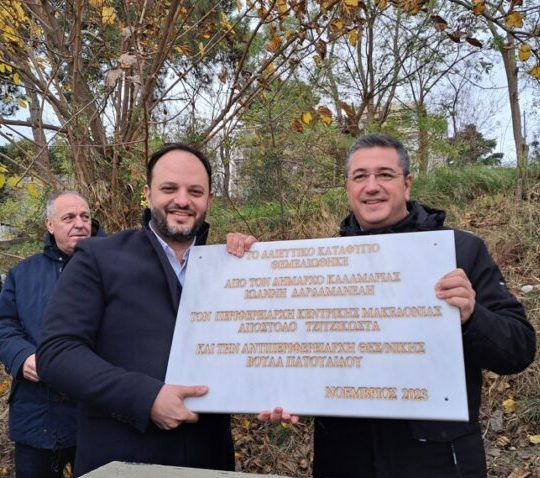 ΤΟ ΑΛΙΕΥΤΙΚΟ ΚΑΤΑΦΥΓΙΟ
ΘΕΜΕΛΙΩΘΗΚΕ
ΑΠΟ ΤΟΝ ΔΗΜΑΡΧΟ ΚΑΛΑΜΑΡΙΑΣ
ΙΩΑΝΝΗ ΔΑΡΔΑΜΑΝΕΛΗ
ΤΟΝ ΠΕΡΙΦΕΡΕΙΑΡΧΗ ΚΕΝΤΡΙΚΗΣ ΜΑΚΕΔΟΝΙΑΣ
ΑΠΟΣΤΟΛΟ ΤΖΙΤΖΙΚΩΣΤΑ
ΚΑΙ ΤΗΝ ΑΝΤΙΠΕΡΙΦΕΡΕΙΑΡΧΗ ΘΕΣ/ΝΙΚΗΣ
ΒΟΥΛΑ ΠΑΤΟΥΛΙΔΟΥ
ΝΟΕΜΒΡΙΟΣ 2023